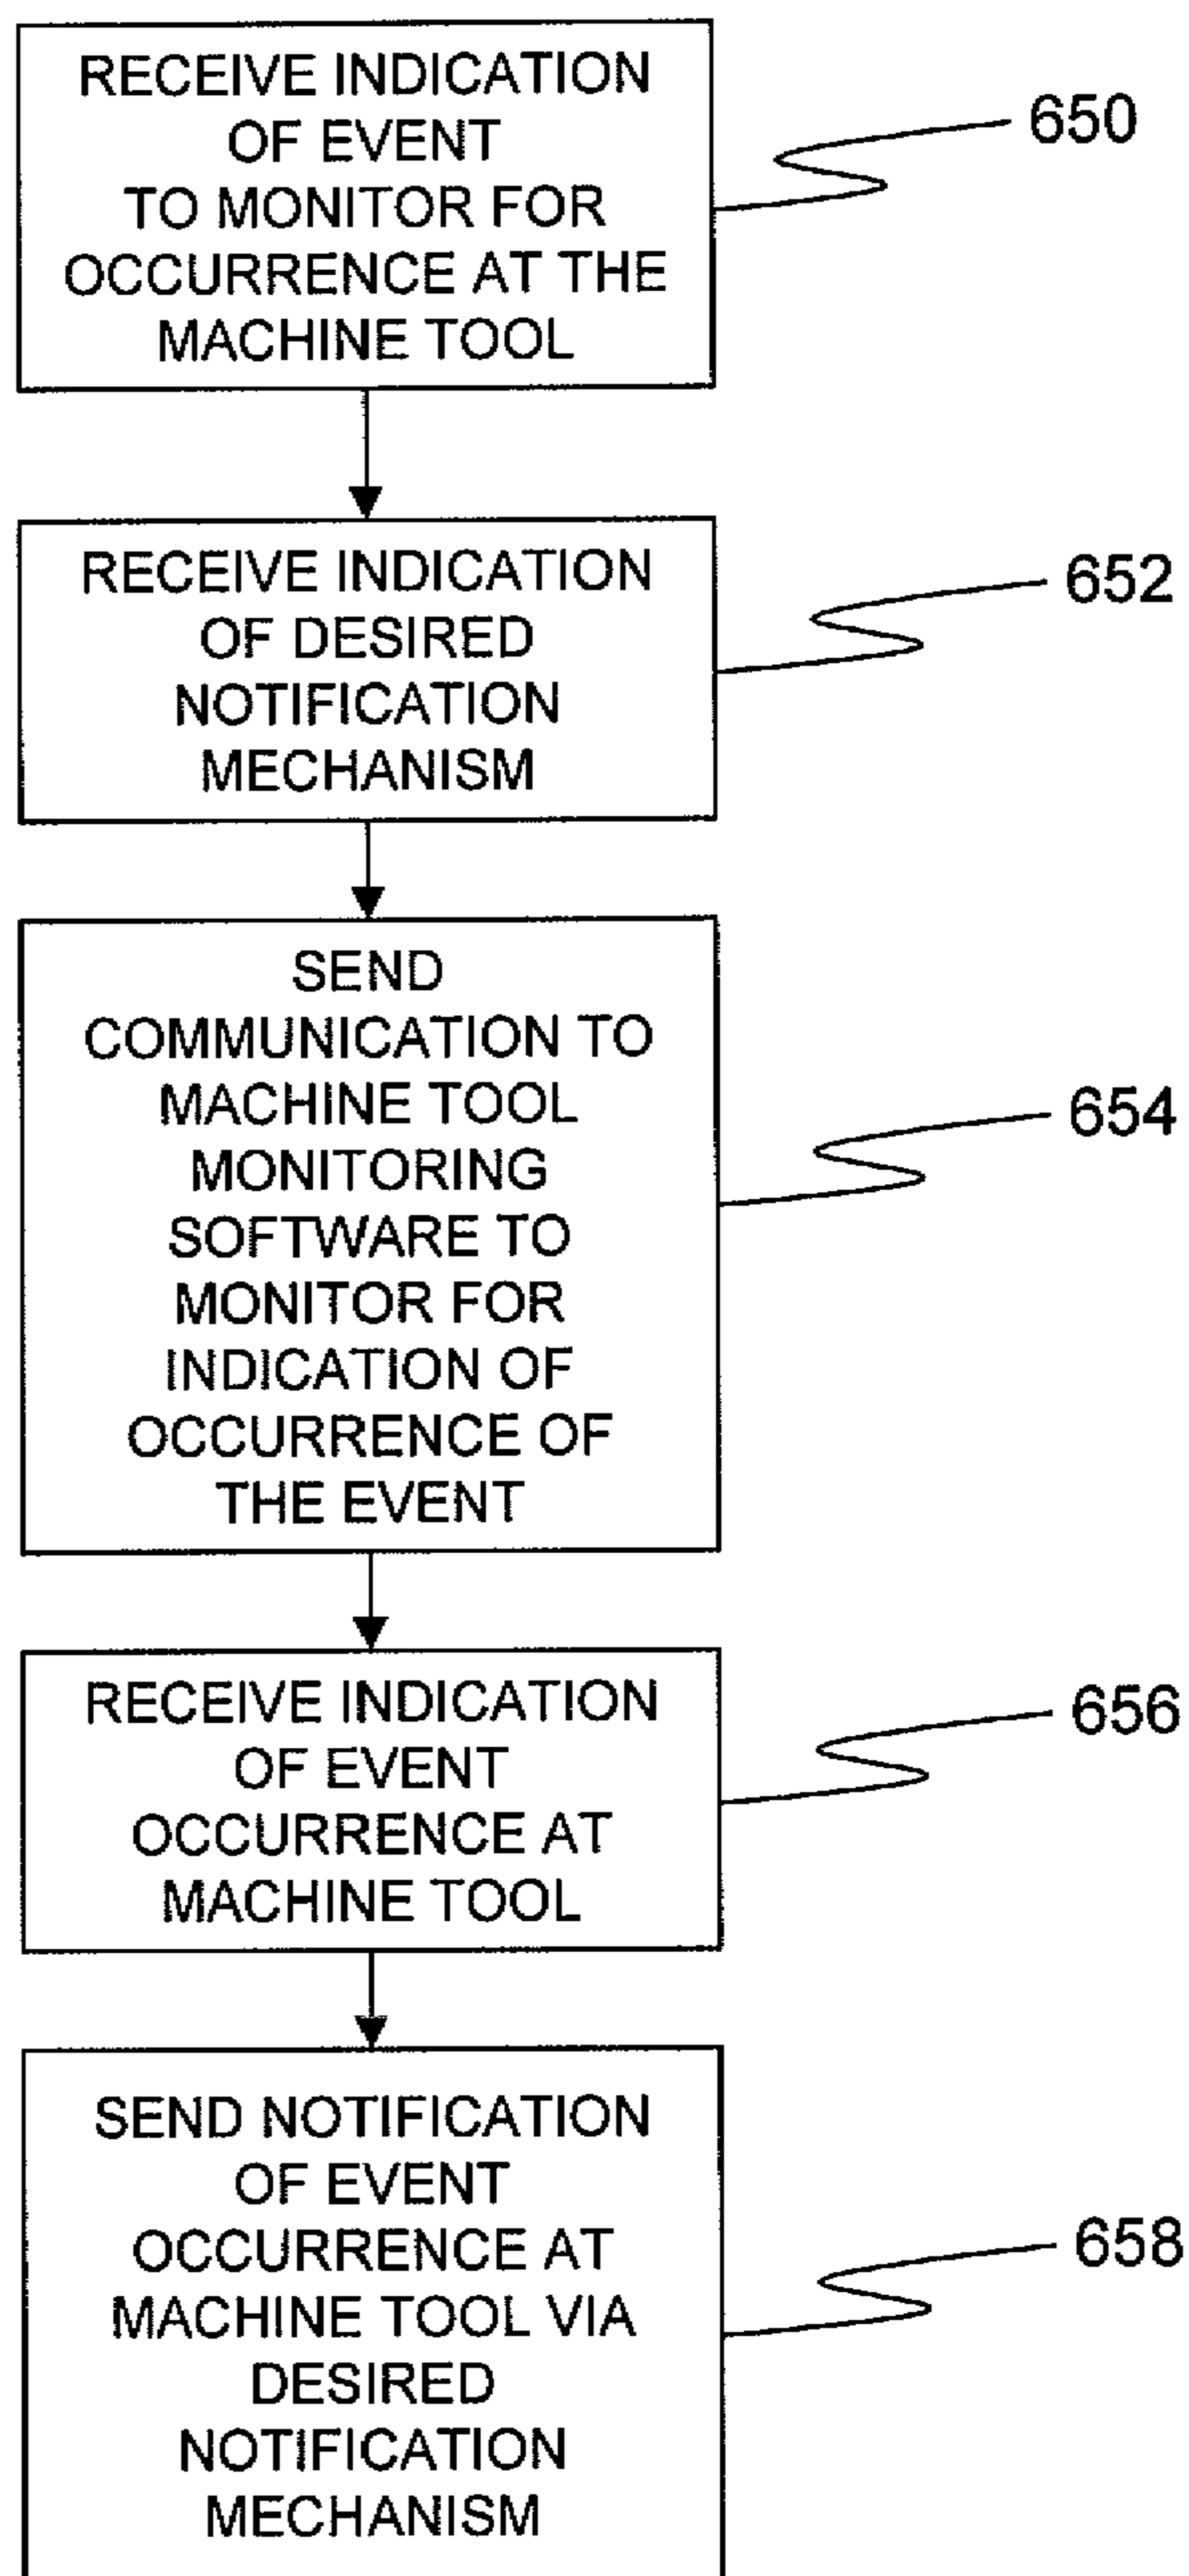 RECEIVE INDICATION
OF EVENT
TO MONITOR FOR
OCCURRENCE AT THE
MACHINE TOOL
650
RECEIVE INDICATION
OF DESIRED
NOTIFICATION
MECHANISM
652
SEND
COMMUNICATION TO
MACHINE TOOL
MONITORING
SOFTWARE TO
MONITOR FOR
INDICATION OF
OCCURRENCE OF
THE EVENT
654
RECEIVE INDICATION
OF EVENT
OCCURRENCE AT
MACHINE TOOL
656
SEND NOTIFICATION
OF EVENT
OCCURRENCE AT
MACHINE TOOL VIA
DESIRED
NOTIFICATION
MECHANISM
658